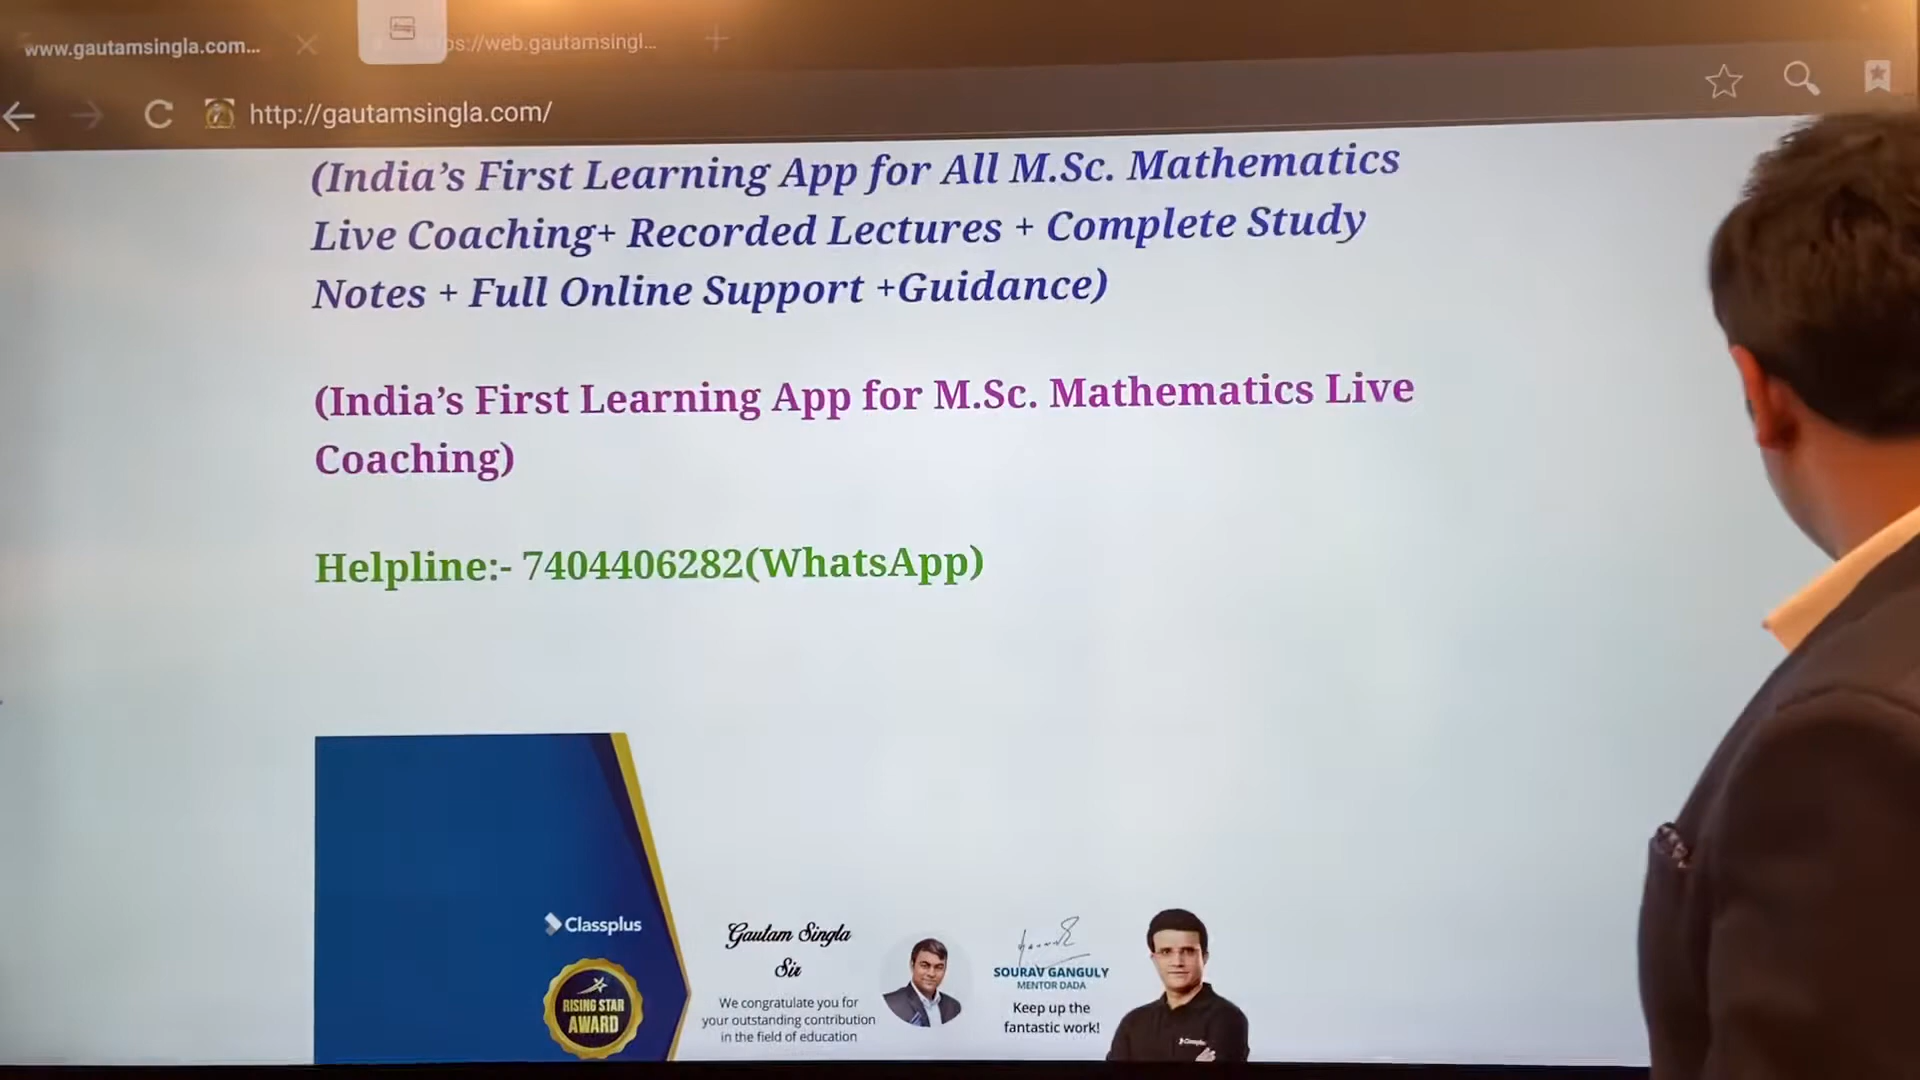 www.gautamsingla.com...
ps://web.gautamsingl...
http://gautamsingla.com/
(India's First Learning App for All M.Sc. Mathematics
Live Coaching+ Recorded Lectures + Complete Study
Notes + Full Online Support +Guidance)
(India's First Learning App for M.Sc. Mathematics Live
Coaching)
Helpline:- 7404406282(WhatsApp)
Classplus
RISING STAR
AWARD
Gautam Singla
Sir
We congratulate you for
your outstanding contribution
in the field of education
SOURAV GANGULY
MENTOR DADA
Keep up the
fantastic work!
Classplus